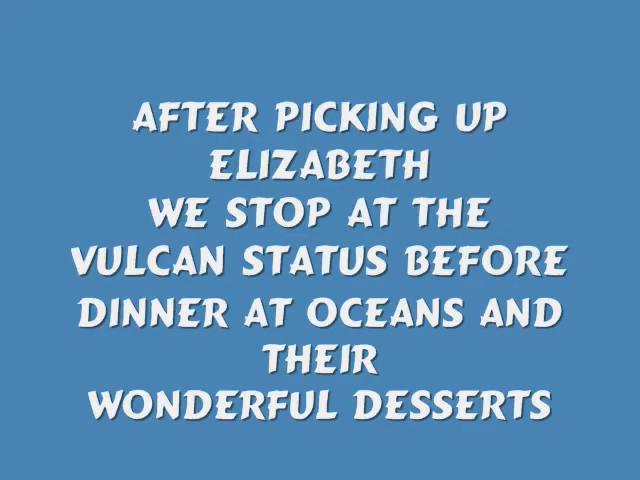 AFTER PICKING UP
ELIZABETH
WE STOP AT THE
VULCAN STATUS BEFORE
DINNER AT OCEANS AND
THEIR
WONDERFUL DESSERTS